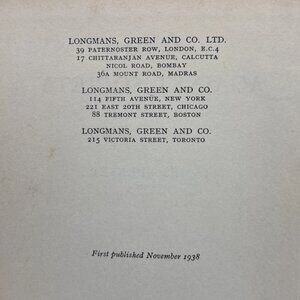 LONGMANS, GREEN AND CO. LTD.
39 PATERNOSTER ROW, LONDON, E.C.4
17 CHITTARANJAN AVENUE, CALCUTTA
NICOL ROAD, BOMBAY
36A MOUNT ROAD, MADRAS
LONGMANS, GREEN AND CO.
114 FIFTH AVENUE, NEW YORK
221 EAST 20TH STREET, CHICAGO
88 TREMONT STREET, BOSTON
LONGMANS, GREEN AND CO.
215 VICTORIA STREET, TORONTO
First published November 1938